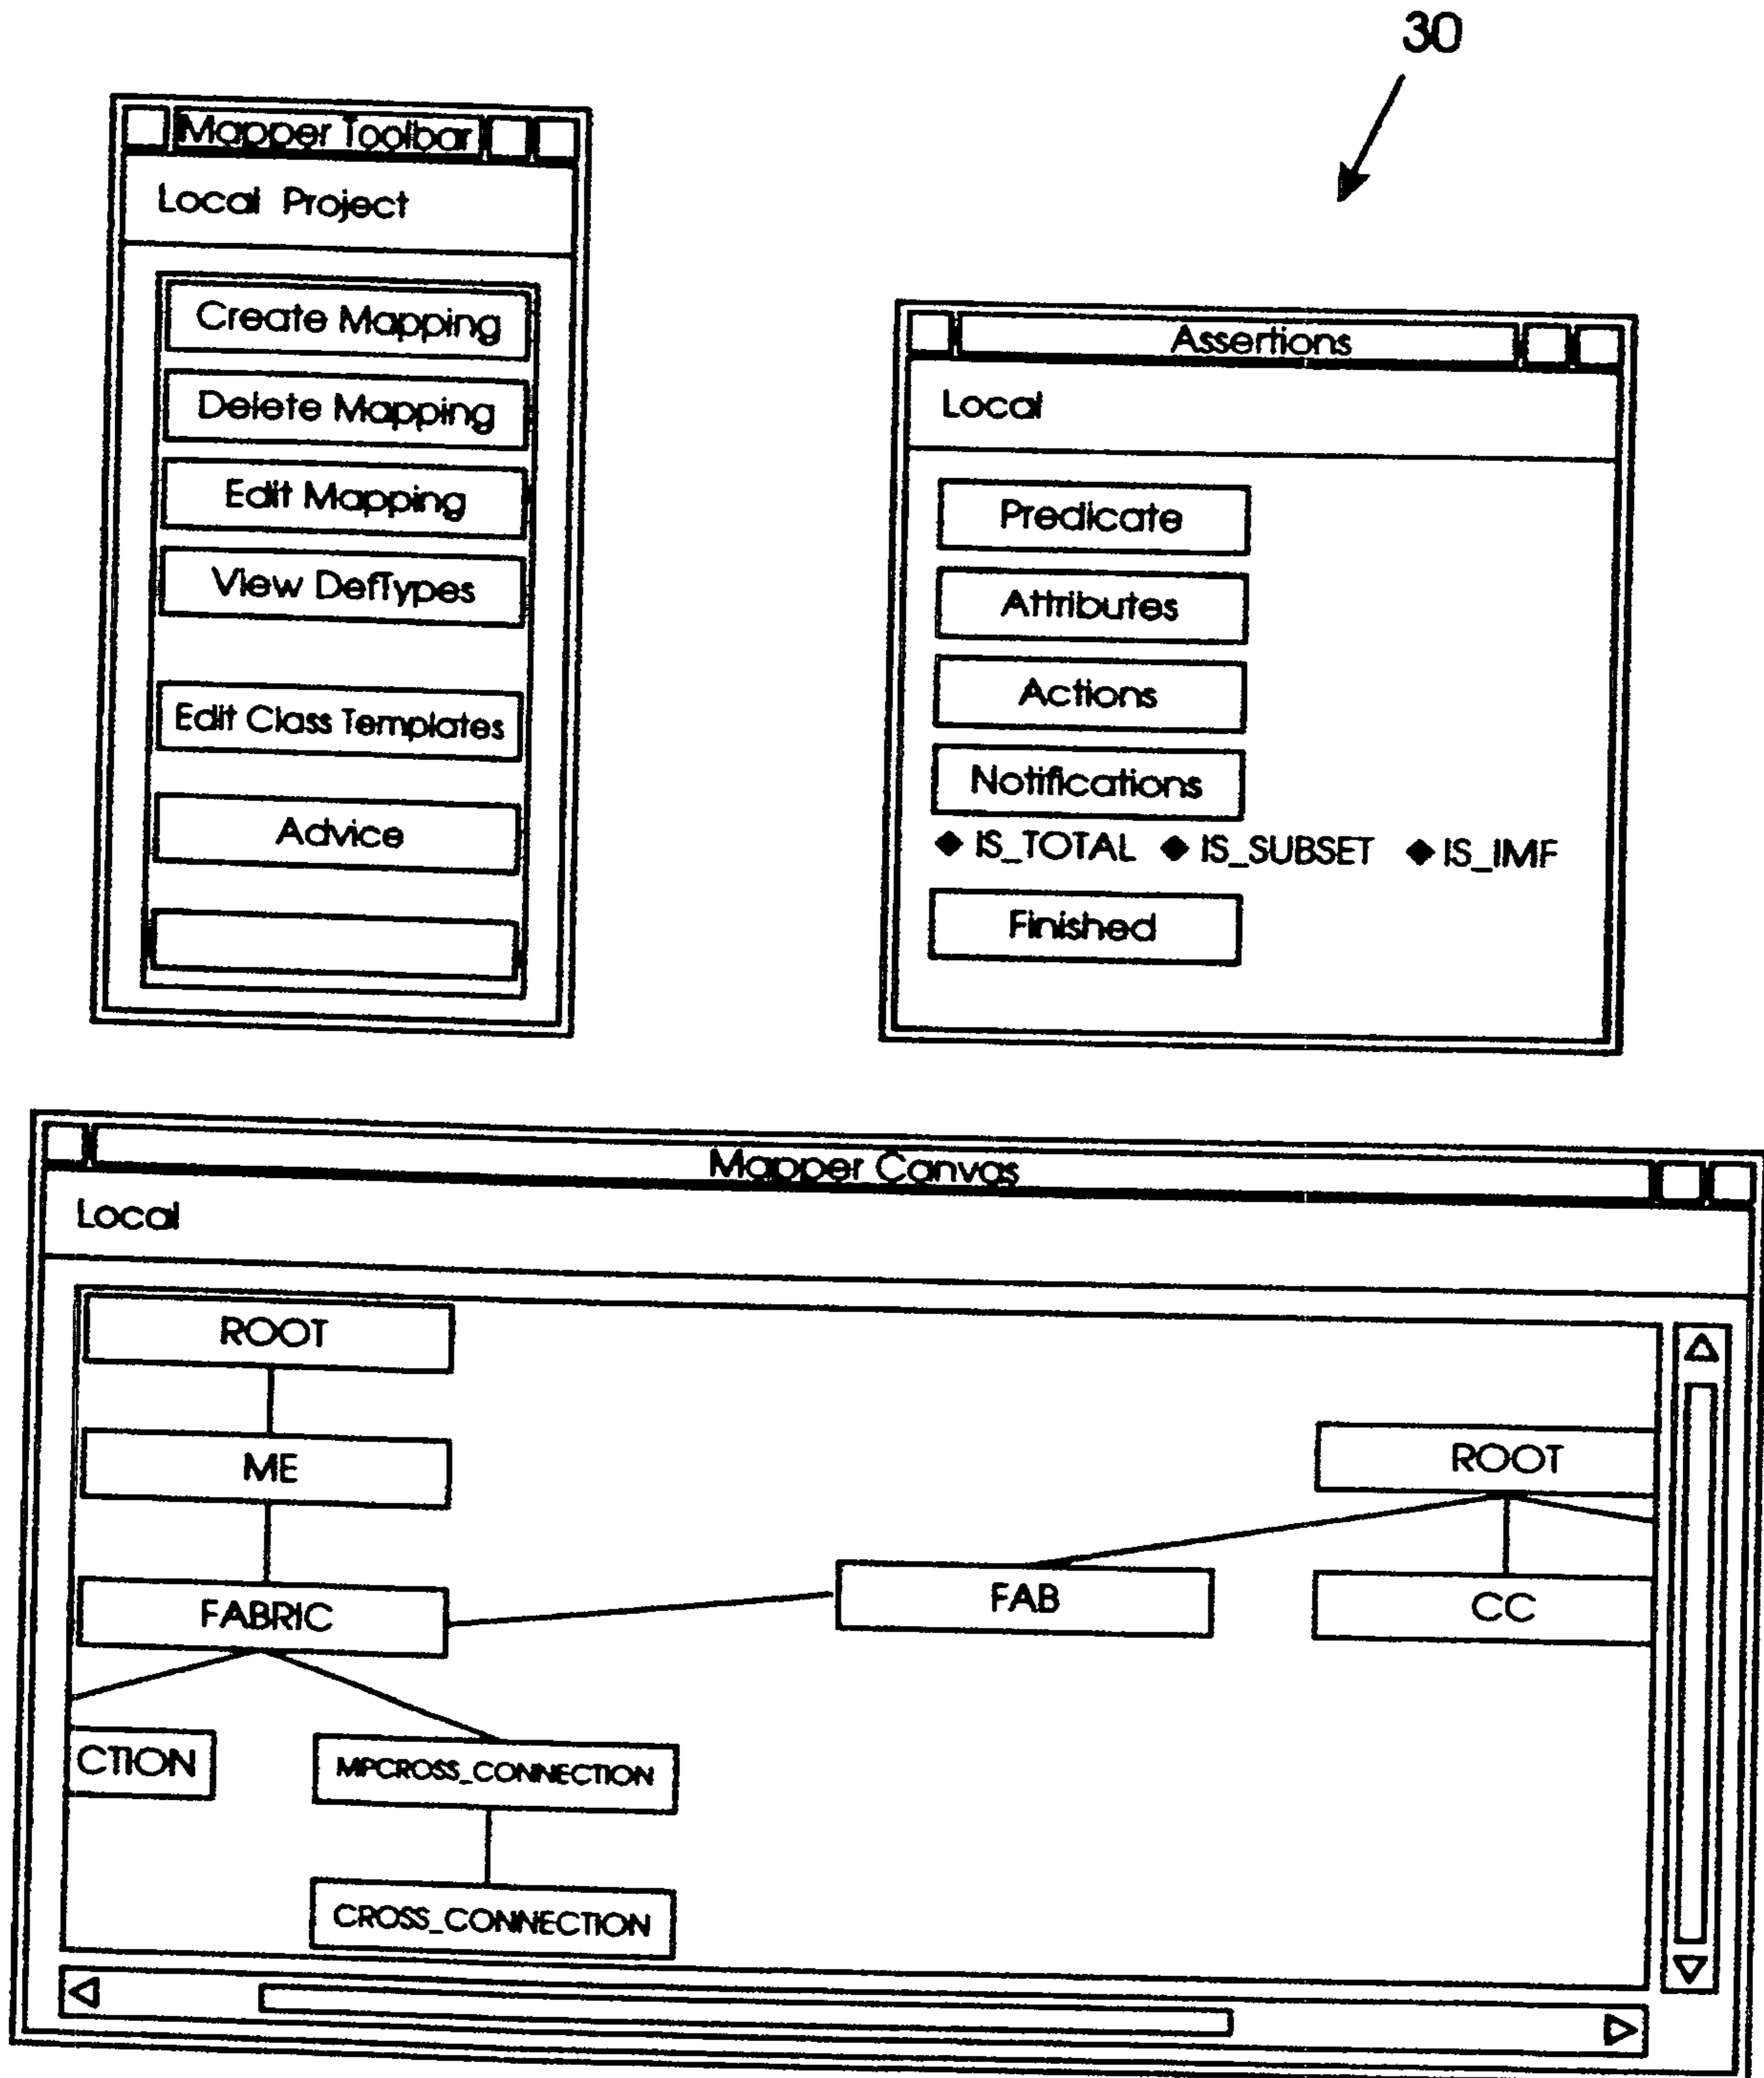 30
Mapper Toolbar
Local Project
Create Mapping
Delete Mapping
Edit Mapping
View DefTypes
Edit Class Templates
Advice
Assertions
Local
Predicate
Attributes
Actions
Notifications
◆ IS_TOTAL ◆ IS_SUBSET ◆ IS_IMF
Finished
Mapper Canvas
Local
ROOT
ME
FABRIC
CTION
MPCROSS_CONNECTION
CROSS_CONNECTION
FAB
ROOT
CC